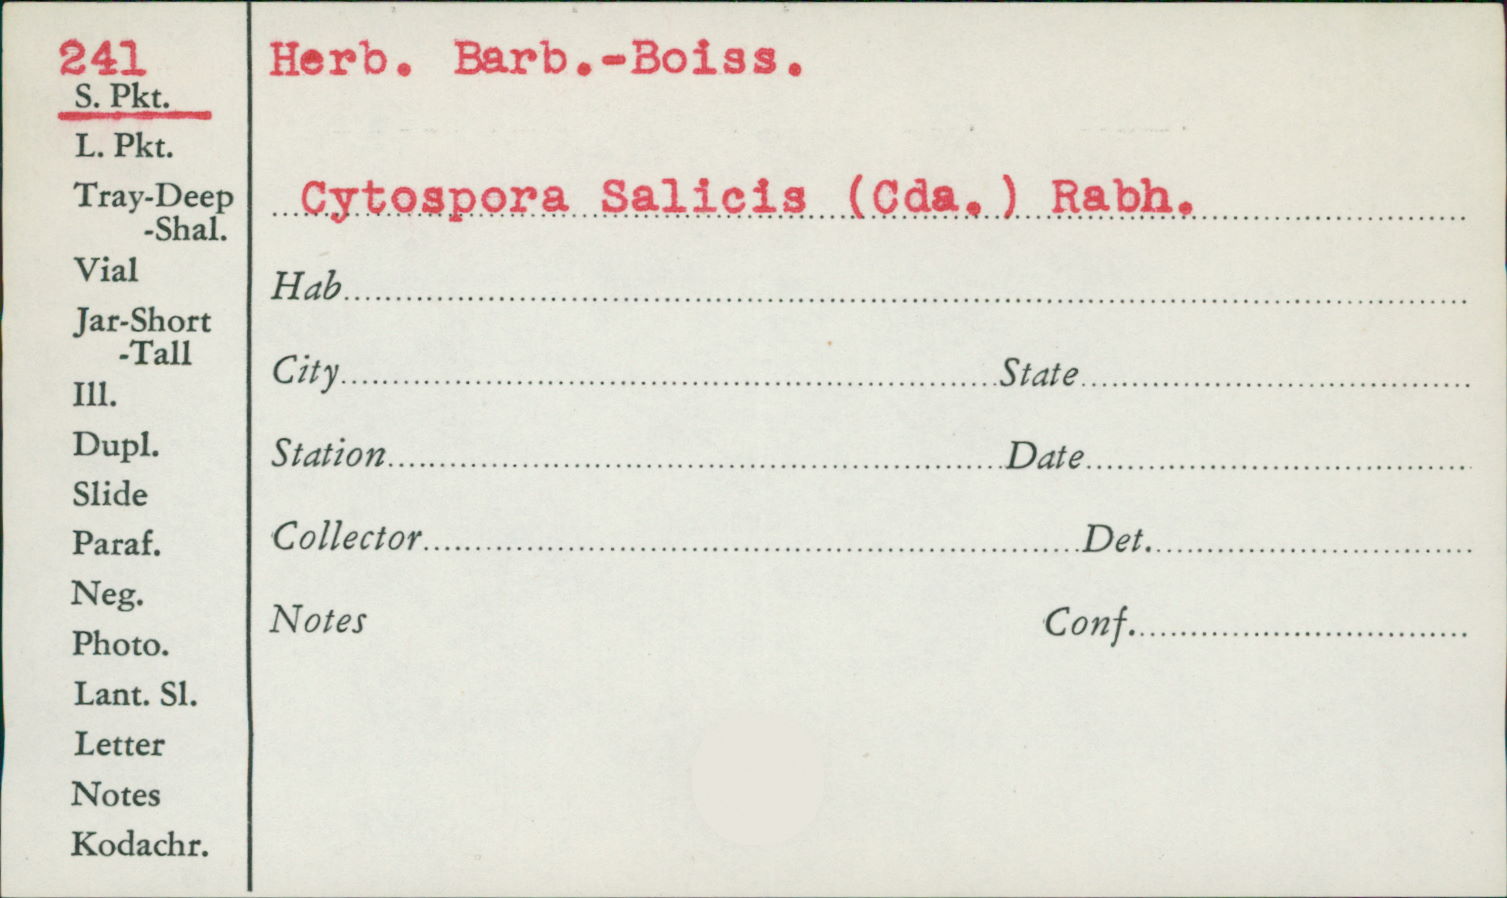 241
S. Pkt.
L. Pkt.
Tray-Deep
-Shal.
Vial
Jar-Short
-Tall
Ill.
Dupl.
Slide
Paraf.
Neg.
Photo.
Lant. Sl.
Letter
Notes
Kodachr.
Herb. Barb.-Boiss.
Cytospora Salicis (Cda.) Rabh.
Hab
City State
Station Date
Collector Det.
Notes Conf.